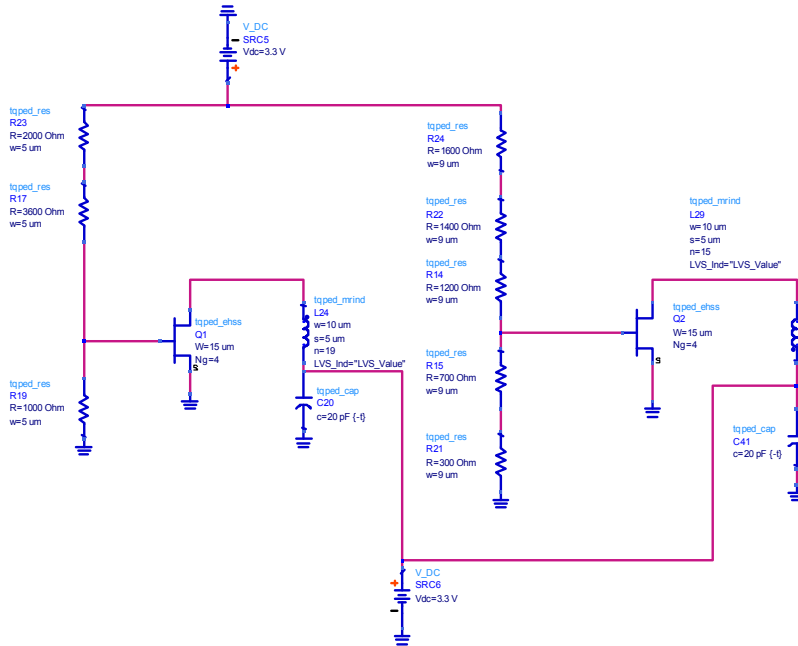 V_DC
SRC5
Vdc=3.3 V
tqped_res
R23
R=2000 Ohm
w=5 um
tqped_res
R17
R=3600 Ohm
w=5 um
tqped_res
R24
R=1600 Ohm
w=9 um
tqped_res
R22
R=1400 Ohm
w=9 um
tqped_res
R14
R=1200 Ohm
w=9 um
tqped_mrind
L29
w=10 um
s=5 um
n=15
LVS_Ind="LVS_Value"
tqped_ehss
Q1
W=15 um
Ng=4
S
tqped_mrind
L24
w=10 um
s=5 um
n=19
LVS_Ind="LVS_Value"
tqped_ehss
Q2
W=15 um
Ng=4
S
tqped_res
R19
R=1000 Ohm
w=5 um
tqped_cap
C20
c=20 pF {-t}
tqped_res
R15
R=700 Ohm
w=9 um
tqped_res
R21
R=300 Ohm
w=9 um
tqped_cap
C41
c=20 pF {-t}
V_DC
SRC6
Vdc=3.3 V